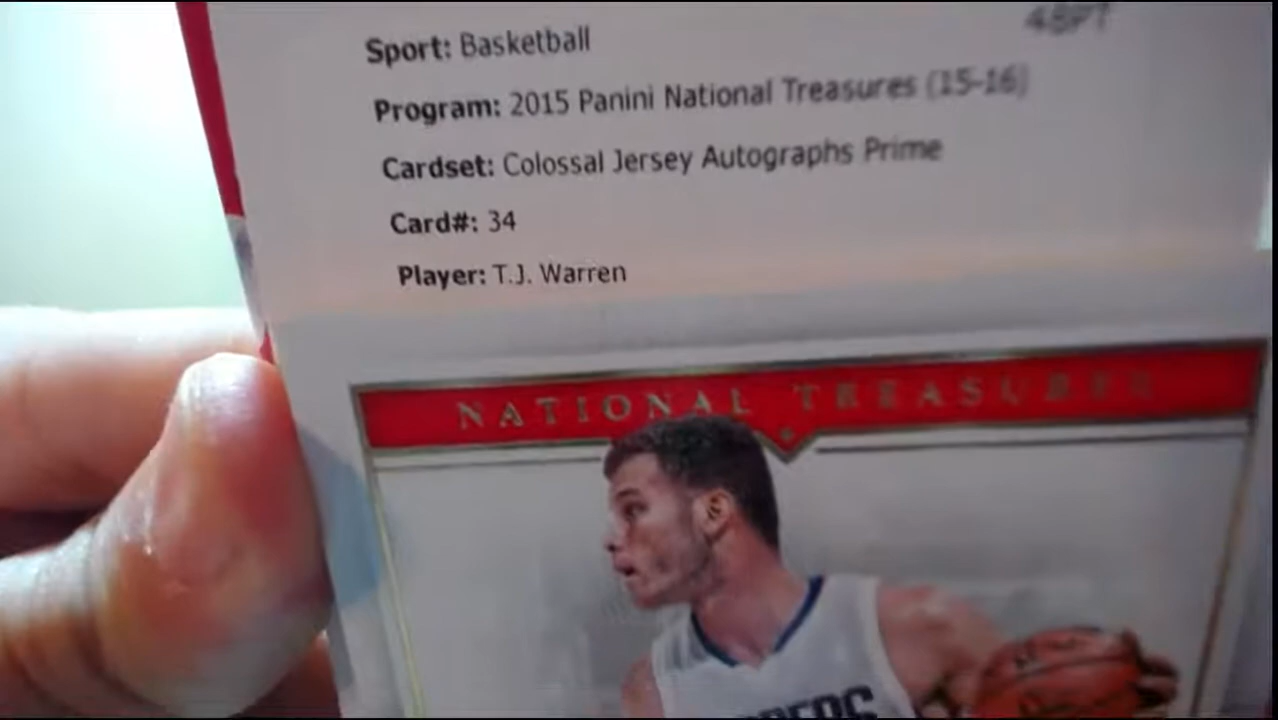 48PT
Sport: Basketball
Program: 2015 Panini National Treasures (15-16)
Cardset: Colossal Jersey Autographs Prime
Card#: 34
Player: T.J. Warren
NATIONAL TREASURES